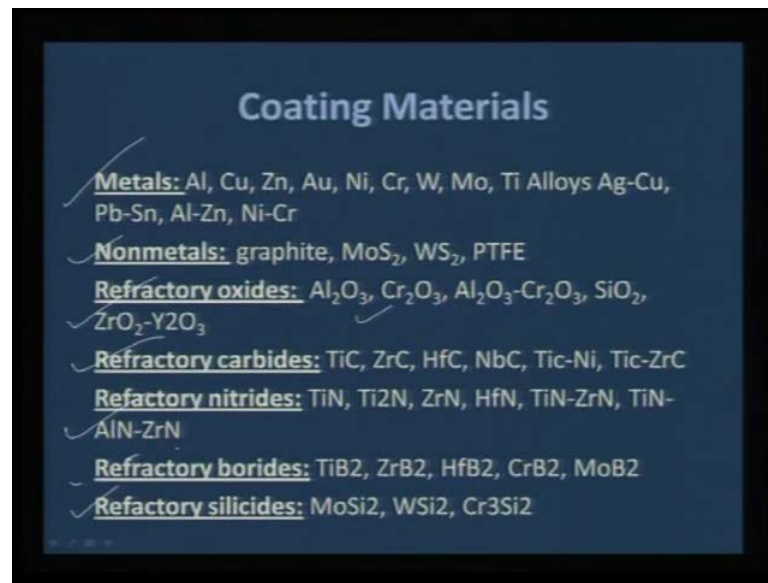 Coating Materials
Metals: Al, Cu, Zn, Au, Ni, Cr, W, Mo, Ti Alloys Ag-Cu,
Pb-Sn, Al-Zn, Ni-Cr
Nonmetals: graphite, MoS₂, WS₂, PTFE
Refractory oxides: Al₂O₃, Cr₂O₃, Al₂O₃-Cr₂O₃, SiO₂,
ZrO₂-Y2O₃
Refractory carbides: TiC, ZrC, HfC, NbC, Tic-Ni, Tic-ZrC
Refactory nitrides: TiN, Ti2N, ZrN, HfN, TiN-ZrN, TiN-
AlN-ZrN
Refractory borides: TiB2, ZrB2, HfB2, CrB2, MoB2
Refactory silicides: MoSi2, WSi2, Cr3Si2